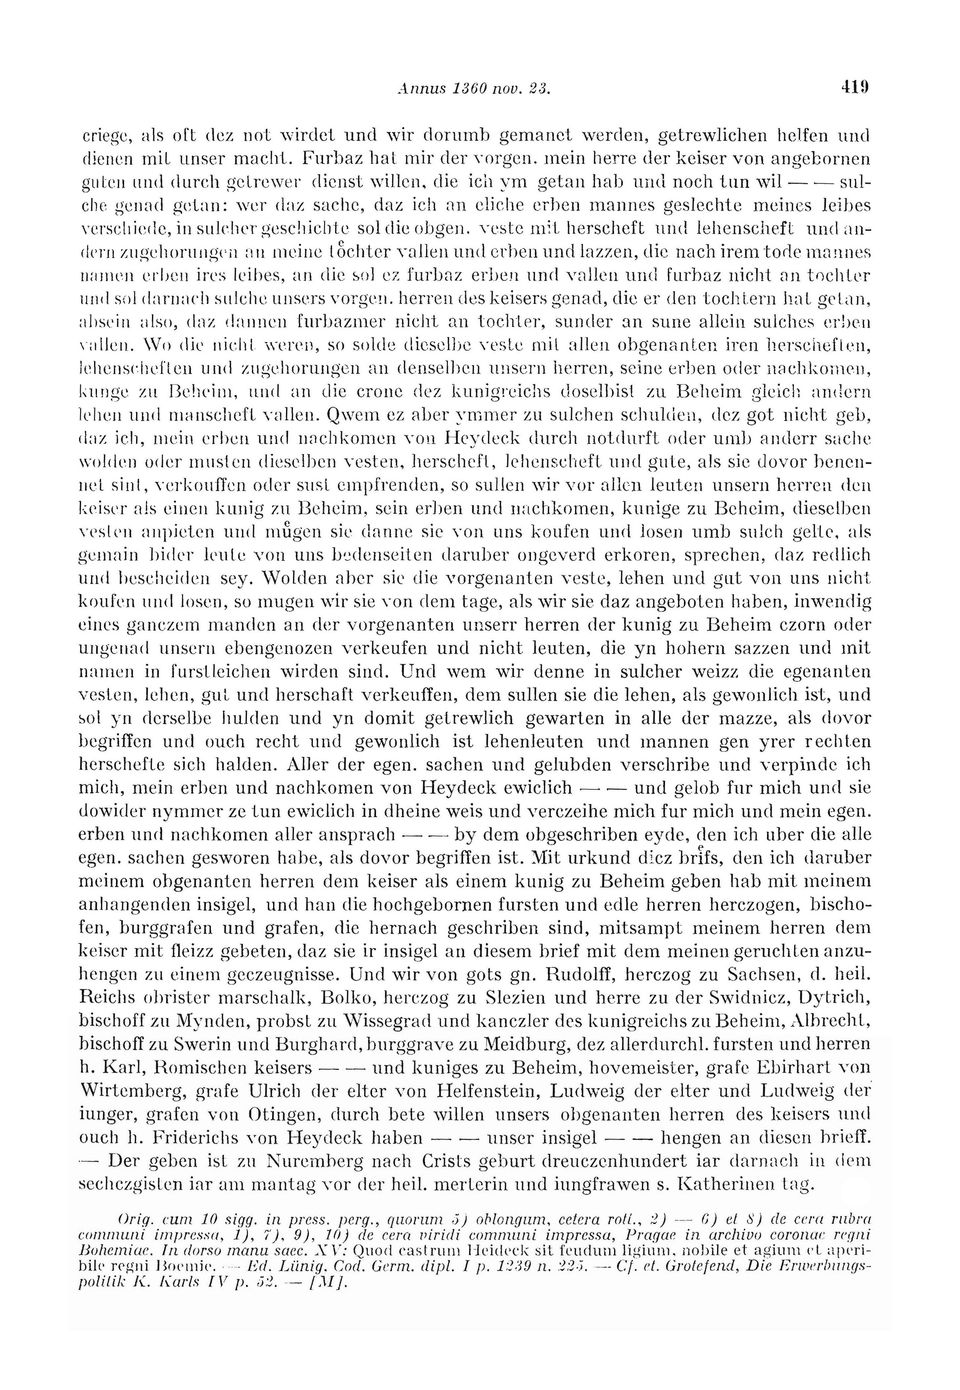 Annus 1360 nov. 23. 419
criege, als oft dez not wirdet und wir dorumb gemanet werden, getrewlichen helfen und
dienen mit unser macht. Furbaz hat mir der vorgen. mein herre der keiser von angebornen
guten und durch getrewer dienst willen, die ich ym getan hab und noch tun wil — — sul-
che genad getan: wer daz sache, daz ich an eliche erben mannes geslechte meines leibes
verschiede, in sulcher geschichte sol die obgen. veste mit herscheft und lehenscheft und an-
dern zugehorungen an meine tochter vallen und erben und lazzen, die nach irem tode mannes
namen erben ires leibes, an die sol ez furbaz erben und vallen und furbaz nicht an tochter
und sol darnach sulche unsers vorgen. herren des keisers genad, die er den tochtern hat getan,
absein also, daz dannen furbazmer nicht an tochter, sunder an sune allein sulches erben
vallen. Wo die nicht weren, so solde dieselbe veste mit allen obgenanten iren herscheften,
lehenscheften und zugehorungen an denselben unsern herren, seine erben oder nachkomen,
kunge zu Beheim, und an die crone dez kunigreichs doselbist zu Beheim gleich andern
lehen und manscheft vallen. Qwem ez aber ymmer zu sulchen schulden, dez got nicht geb,
daz ich, mein erben und nachkomen von Heydeck durch notdurft oder umb anderr sache
wolden oder musten dieselben vesten, herscheft, lehenscheft und gute, als sie dovor benen-
net sint, verkouffen oder sust empfrenden, so sullen wir vor allen leuten unsern herren den
keiser als einen kunig zu Beheim, sein erben und nachkomen, kunige zu Beheim, dieselben
vesten anpieten und můgen sie danne sie von uns koufen und losen umb sulch gelte, als
gemain bider leute von uns bedenseiten daruber ongeverd erkoren, sprechen, daz redlich
und bescheiden sey. Wolden aber sie die vorgenanten veste, lehen und gut von uns nicht
koufen und losen, so mugen wir sie von dem tage, als wir sie daz angeboten haben, inwendig
eines ganczem manden an der vorgenanten unserr herren der kunig zu Beheim czorn oder
ungenad unsern ebengenozen verkeufen und nicht leuten, die yn hohern sazzen und mit
namen in furstleichen wirden sind. Und wem wir denne in sulcher weizz die egenanten
vesten, lehen, gut und herschaft verkeuffen, dem sullen sie die lehen, als gewonlich ist, und
sol yn derselbe hulden und yn domit getrewlich gewarten in alle der mazze, als dovor
begriffen und ouch recht und gewonlich ist lehenleuten und mannen gen yrer rechten
herschefte sich halden. Aller der egen. sachen und gelubden verschribe und verpinde ich
mich, mein erben und nachkomen von Heydeck ewiclich — — und gelob fur mich und sie
dowider nymmer ze tun ewiclich in dheine weis und verczeihe mich fur mich und mein egen.
erben und nachkomen aller ansprach — — by dem obgeschriben eyde, den ich uber die alle
egen. sachen gesworen habe, als dovor begriffen ist. Mit urkund dicz briefs, den ich daruber
meinem obgenanten herren dem keiser als einem kunig zu Beheim geben hab mit meinem
anhangenden insigel, und han die hochgebornen fursten und edle herren herczogen, bischo-
fen, burggrafen und grafen, die hernach geschriben sind, mitsampt meinem herren dem
keiser mit fleizz gebeten, daz sie ir insigel an diesem brief mit dem meinen geruchten anzu-
hengen zu einem geczeugnisse. Und wir von gots gn. Rudolff, herczog zu Sachsen, d. heil.
Reichs obrister marschalk, Bolko, herczog zu Slezien und herre zu der Swidnicz, Dytrich,
bischoff zu Mynden, probst zu Wissegrad und kanczler des kunigreichs zu Beheim, Albrecht,
bischoff zu Swerin und Burghard, burggrave zu Meidburg, dez allerdurchl. fursten und herren
h. Karl, Romischen keisers — — und kuniges zu Beheim, hovemeister, grafe Ebirhart von
Wirtemberg, grafe Ulrich der elter von Helfenstein, Ludweig der elter und Ludweig der
iunger, grafen von Otingen, durch bete willen unsers obgenanten herren des keisers und
ouch h. Friderichs von Heydeck haben — — unser insigel — — hengen an diesen brieff.
— Der geben ist zu Nuremberg nach Crists geburt dreuczenhundert iar darnach in dem
sechczgisten iar am mantag vor der heil. merterin und iungfrawen s. Katherinen tag.
Orig. cum 10 sigg. in press. perg., quorum 5) oblongum, cetera rott., 2) — 6) et 8) de cera rubra
communi impressa, 1), 7), 9), 10) de cera viridi communi impressa, Pragae in archivo coronae regni
Bohemiae. In dorso manu saec. XV: Quod castrum Heideck sit feudum ligium, nobile et agium et aperi-
bile regni Boemie. — Ed. Lünig, Cod. Germ. dipl. I p. 1239 n. 225. — Cf. et. Grotefend, Die Erwerbungs-
politik K. Karls IV p. 52. — [M].